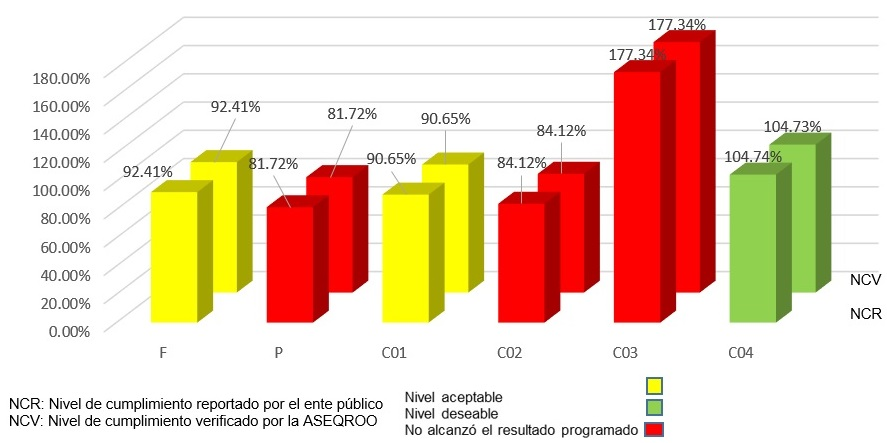 177.34%
177.34%
180.00%
160.00%
140.00%
120.00%
100.00%
80.00%
60.00%
40.00%
20.00%
0.00%
92.41%
92.41%
81.72%
81.72%
90.65%
90.65%
84.12%
84.12%
104.74%
104.73%
NCV
NCR
F P C01 C02 C03 C04
NCR: Nivel de cumplimiento reportado por el ente público
NCV: Nivel de cumplimiento verificado por la ASEQROO
Nivel aceptable
Nivel deseable
No alcanzó el resultado programado